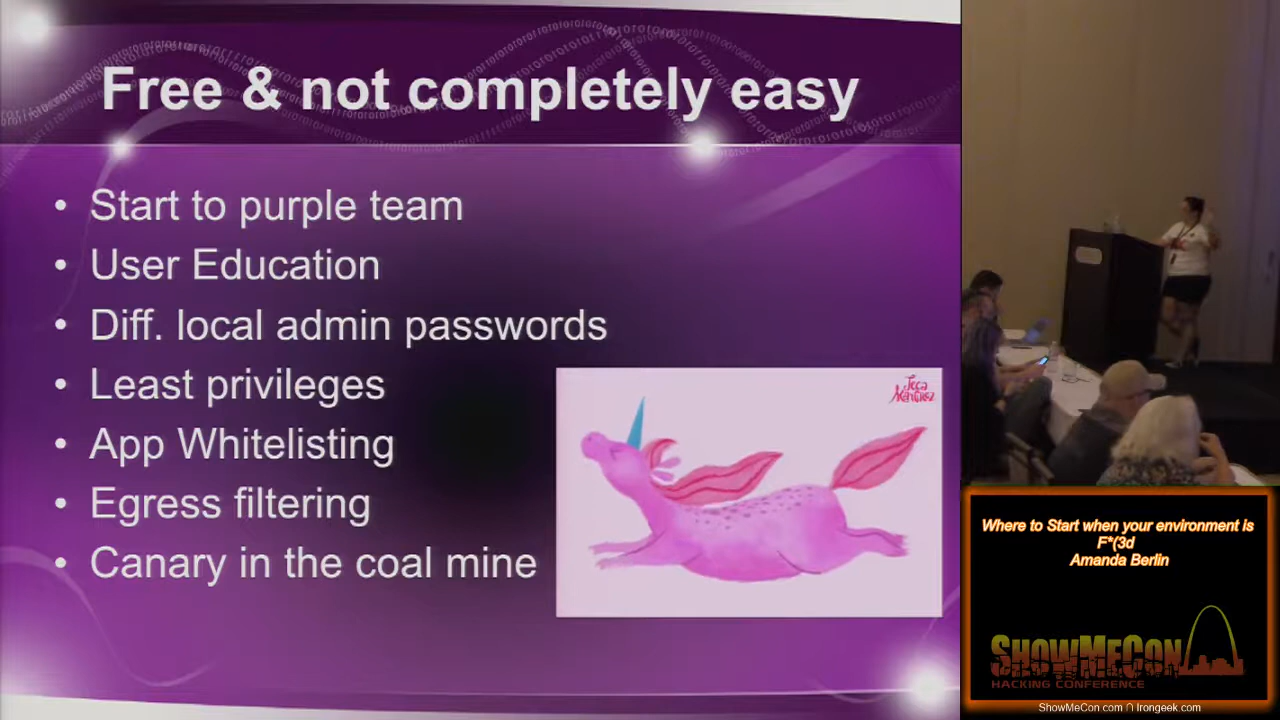 Free & not completely easy
• Start to purple team
• User Education
• Diff. local admin passwords
• Least privileges
• App Whitelisting
• Egress filtering
• Canary in the coal mine
Where to Start when your environment is
F*(3d
Amanda Berlin
ShowMeCon
HACKING CONFERENCE
ShowMeCon.com ∩ Irongeek.com